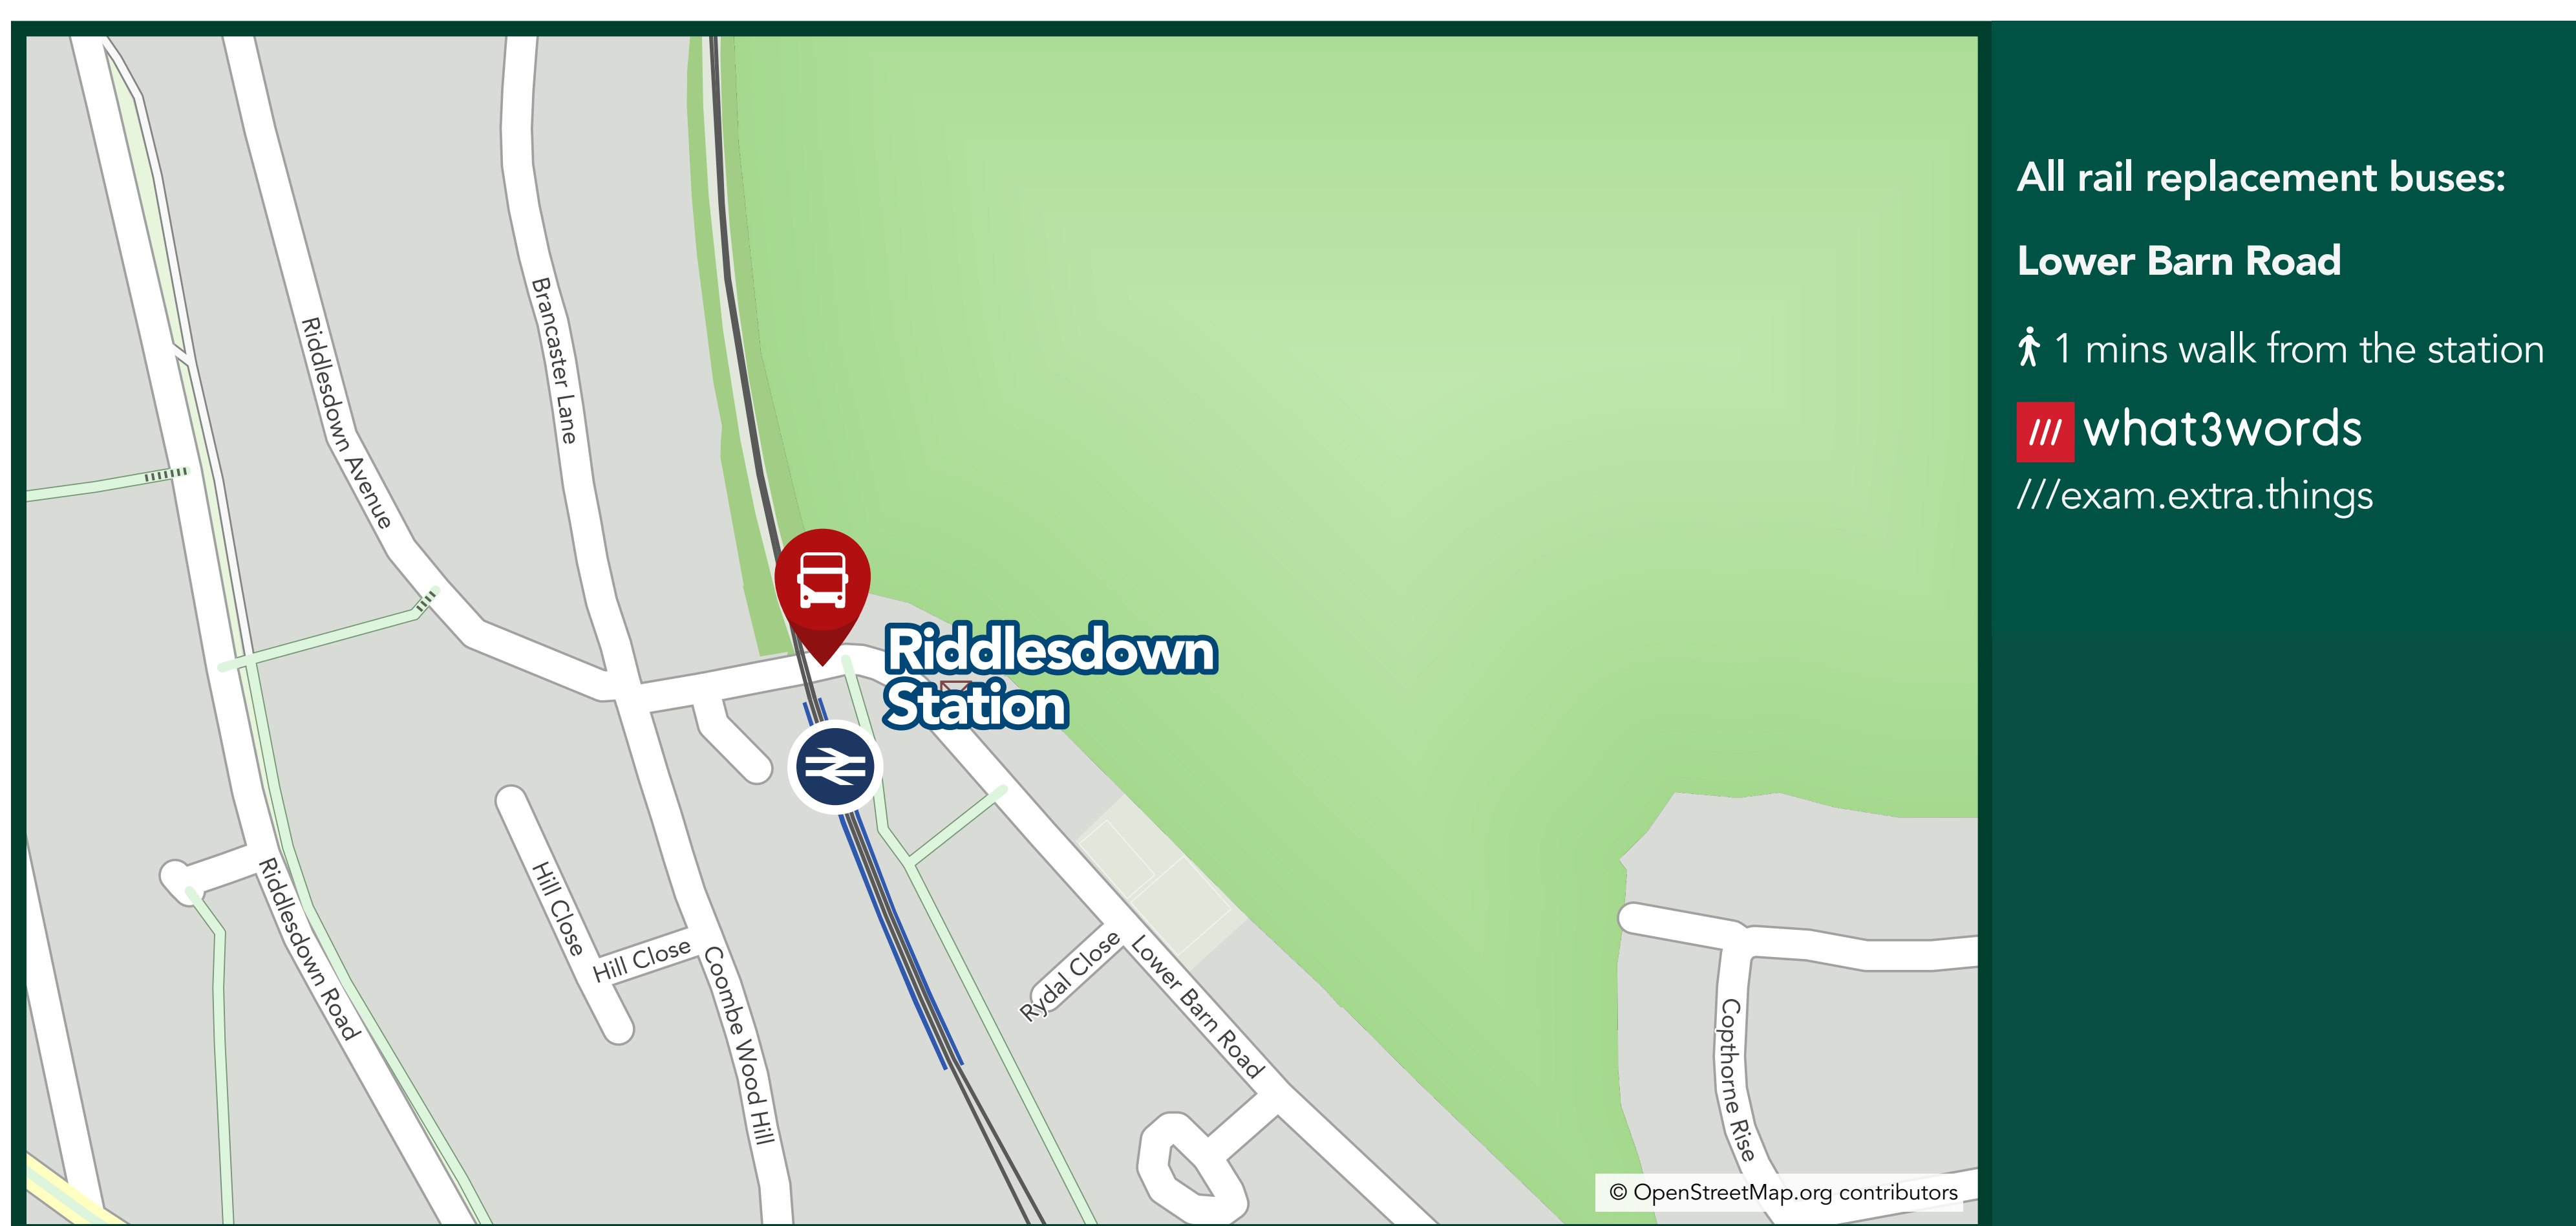 Riddlesdown Avenue
Brancaster Lane
Riddlesdown
Station
Riddlesdown Road
Hill Close
Hill Close
Coombe Wood Hill
Rydal Close
Lower Barn Road
Copthorne Rise
© OpenStreetMap.org contributors
All rail replacement buses:
Lower Barn Road
1 mins walk from the station
/// what3words
///exam.extra.things